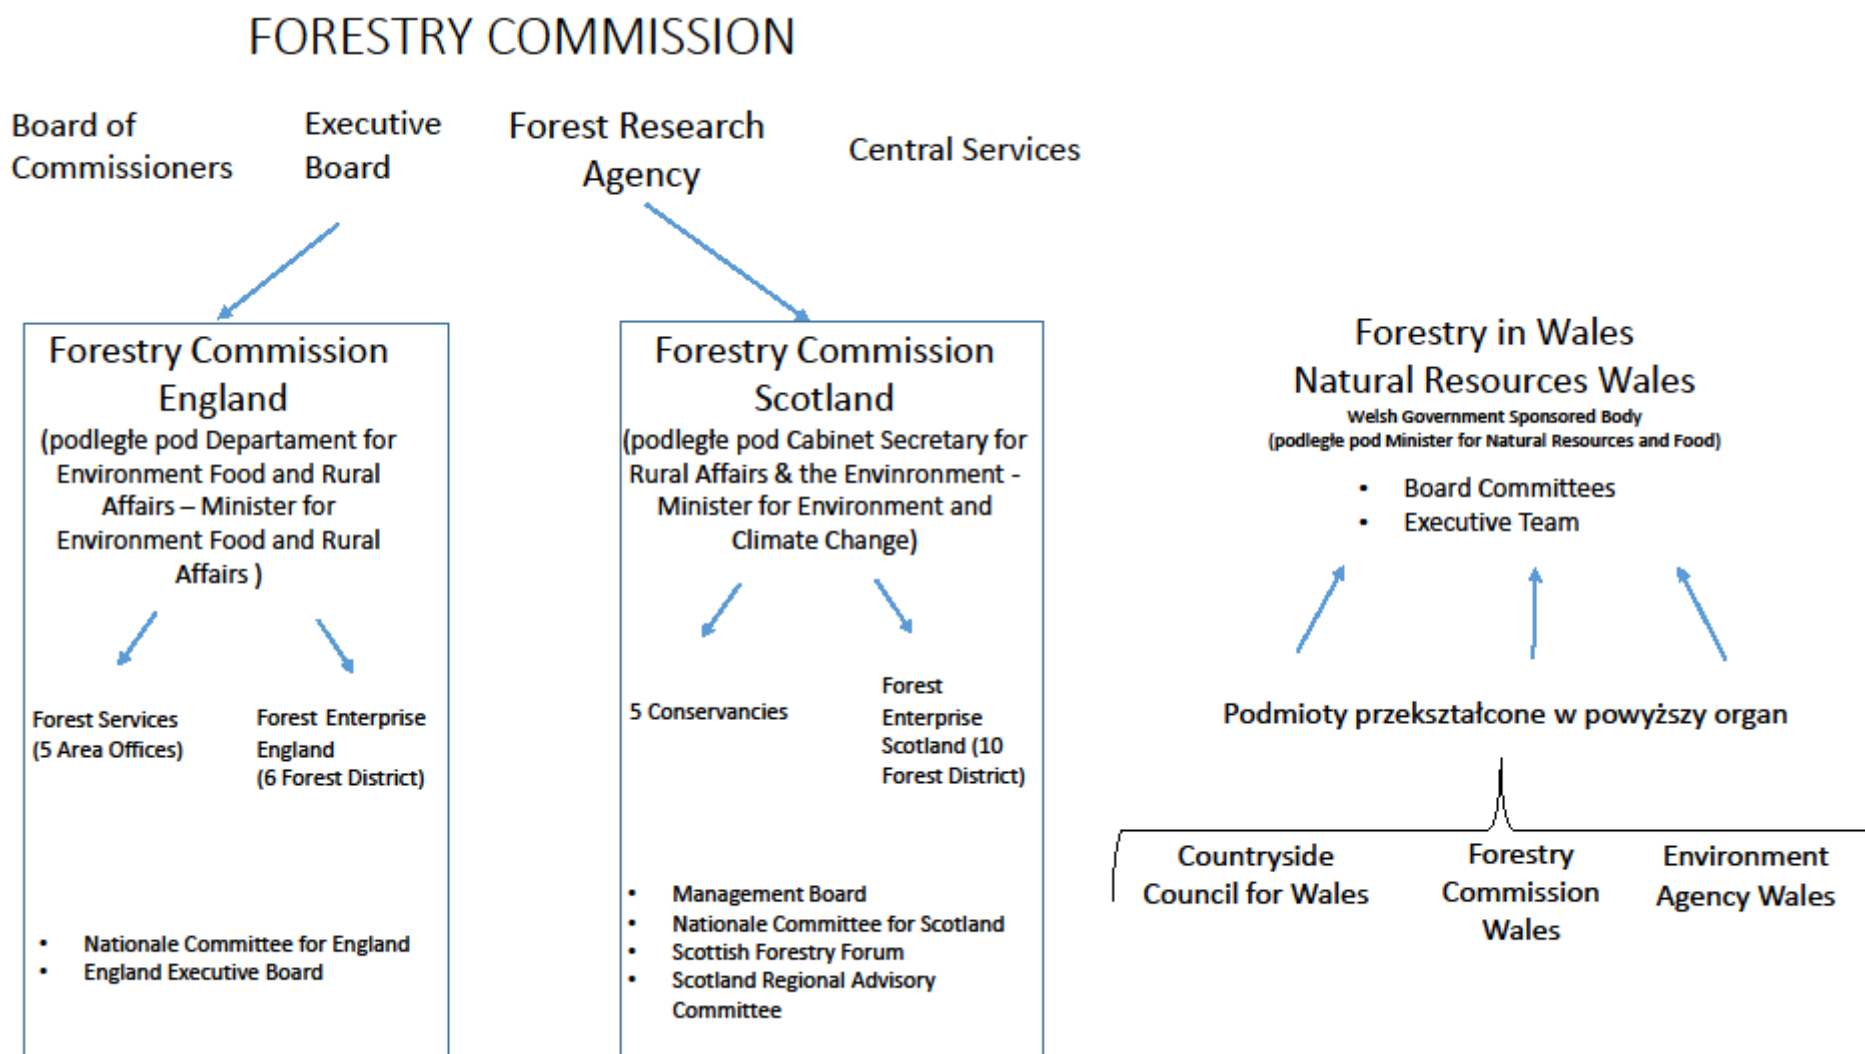 FORESTRY COMMISSION
Board of
Commissioners
Executive
Board
Forest Research
Agency
Central Services
Forestry Commission
England
(podległe pod Departament for
Environment Food and Rural
Affairs – Minister for
Environment Food and Rural
Affairs )
Forest Services
(5 Area Offices)
Forest Enterprise
England
(6 Forest District)
• Nationale Committee for England
• England Executive Board
Forestry Commission
Scotland
(podległe pod Cabinet Secretary for
Rural Affairs & the Envinronment -
Minister for Environment and
Climate Change)
5 Conservancies
Forest
Enterprise
Scotland (10
Forest District)
• Management Board
• Nationale Committee for Scotland
• Scottish Forestry Forum
• Scotland Regional Advisory
Committee
Forestry in Wales
Natural Resources Wales
Welsh Government Sponsored Body
(podległe pod Minister for Natural Resources and Food)
• Board Committees
• Executive Team
Podmioty przekształcone w powyższy organ
Countryside
Council for Wales
Forestry
Commission
Wales
Environment
Agency Wales